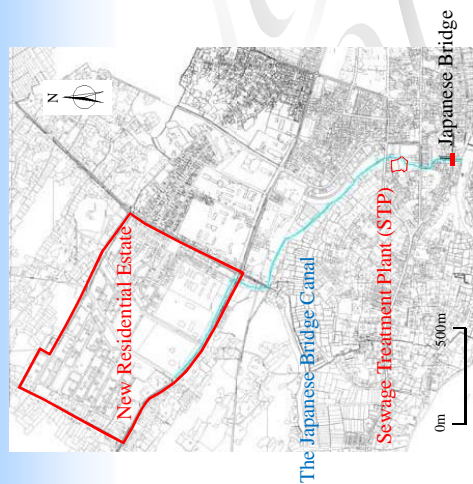 N
New Residential Estate
The Japanese Bridge Canal
Sewage Treatment Plant (STP)
Japanese Bridge
0m
500m